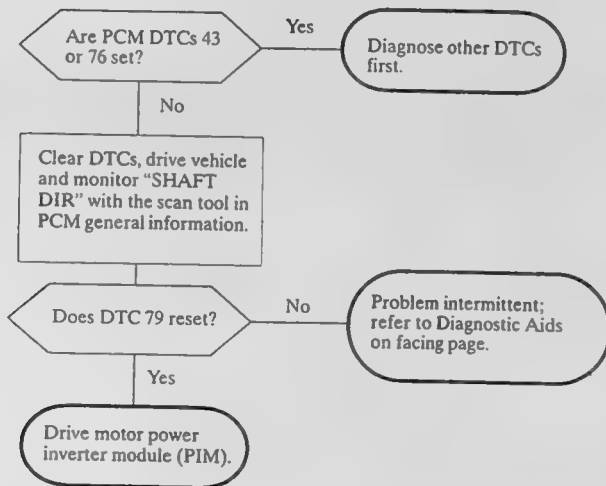 Are PCM DTCs 43
or 76 set?
Yes
Diagnose other DTCs
first.
No
Clear DTCs, drive vehicle
and monitor “SHAFT
DIR” with the scan tool in
PCM general information.
Does DTC 79 reset?
No
Problem intermittent;
refer to Diagnostic Aids
on facing page.
Yes
Drive motor power
inverter module (PIM).